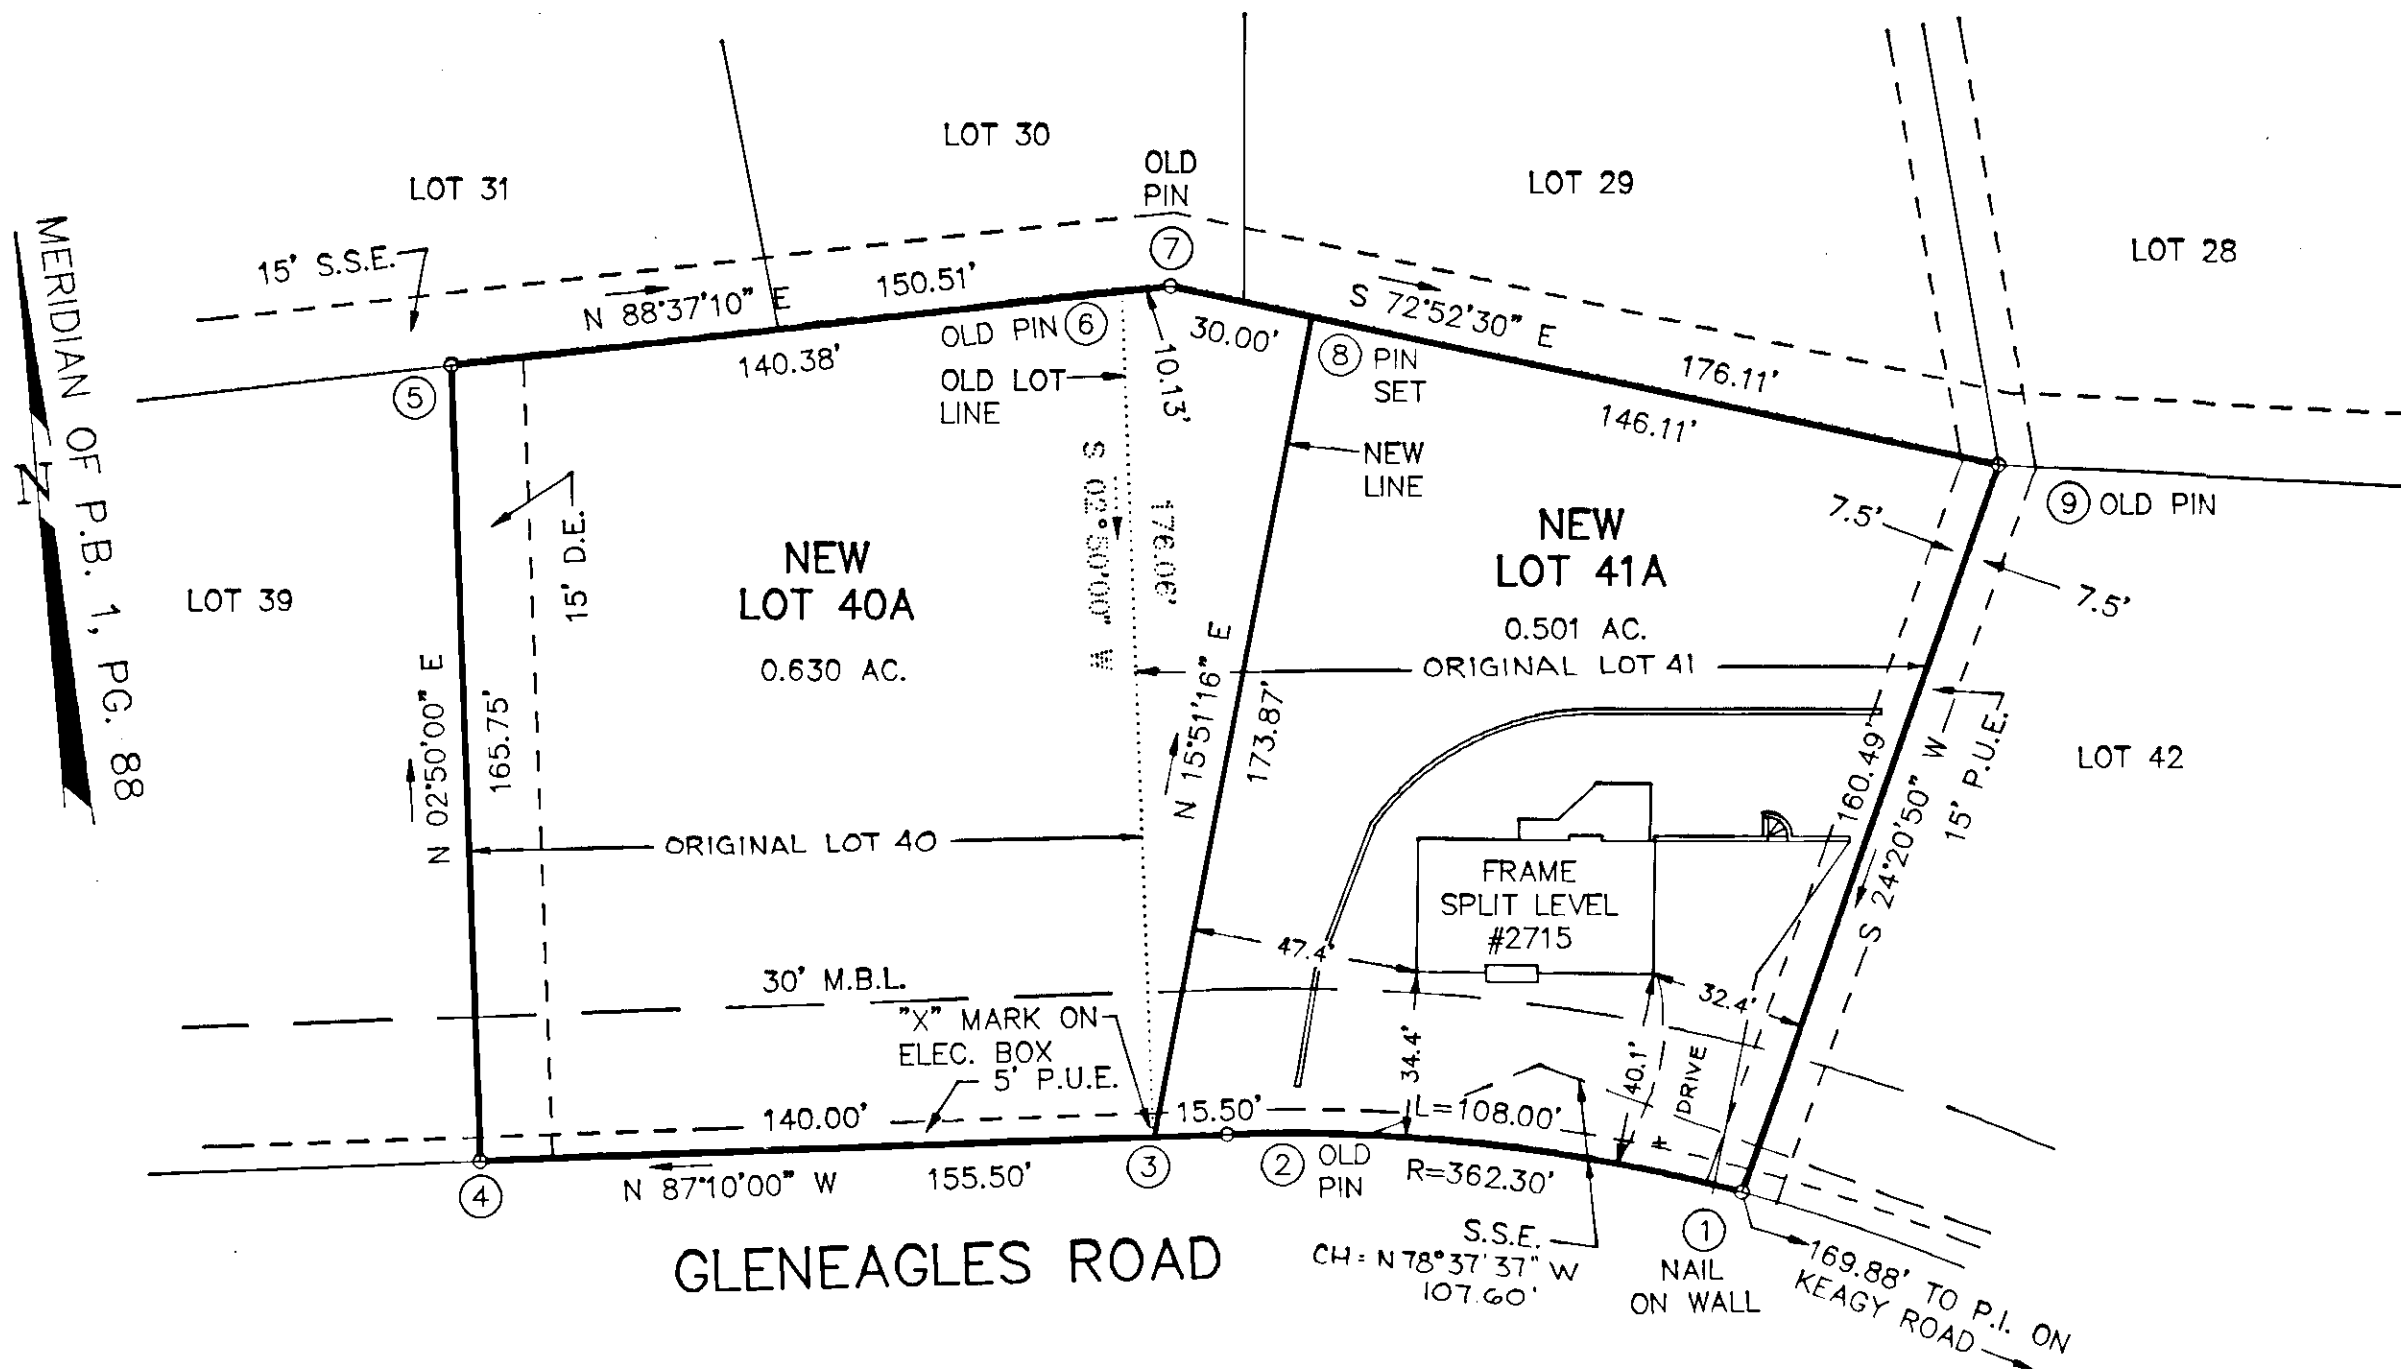 LOT 31
LOT 30
OLD
PIN
7
LOT 29
LOT 28
15' S.S.E.
N 88°37'10" E
150.51'
S 72°52'30" E
176.11'
MERIDIAN OF P.B. 1, PG. 88
N
5
140.38'
OLD PIN 6
OLD LOT
LINE
10.13'
30.00'
8 PIN
SET
146.11'
NEW
LINE
9 OLD PIN
7.5'
7.5'
LOT 39
15' D.E.
NEW
LOT 40A
0.630 AC.
S 02°50'00" W
176.06'
NEW
LOT 41A
0.501 AC.
ORIGINAL LOT 41
N 02°50'00" E
165.75'
N 15°51'16" E
173.87'
160.49'
S 24°20'50" W
15' P.U.E.
LOT 42
ORIGINAL LOT 40
FRAME
SPLIT LEVEL
#2715
47.4'
32.4'
30' M.B.L.
"X" MARK ON
ELEC. BOX
5' P.U.E.
34.4'
40.1'
DRIVE
140.00'
15.50'
L=108.00'
4
N 87°10'00" W
155.50'
3
2 OLD
PIN
R=362.30'
S.S.E.
CH = N 78°37'37" W
107.60'
1
NAIL
ON WALL
169.88' TO P.I. ON
KEAGY ROAD
GLENEAGLES ROAD